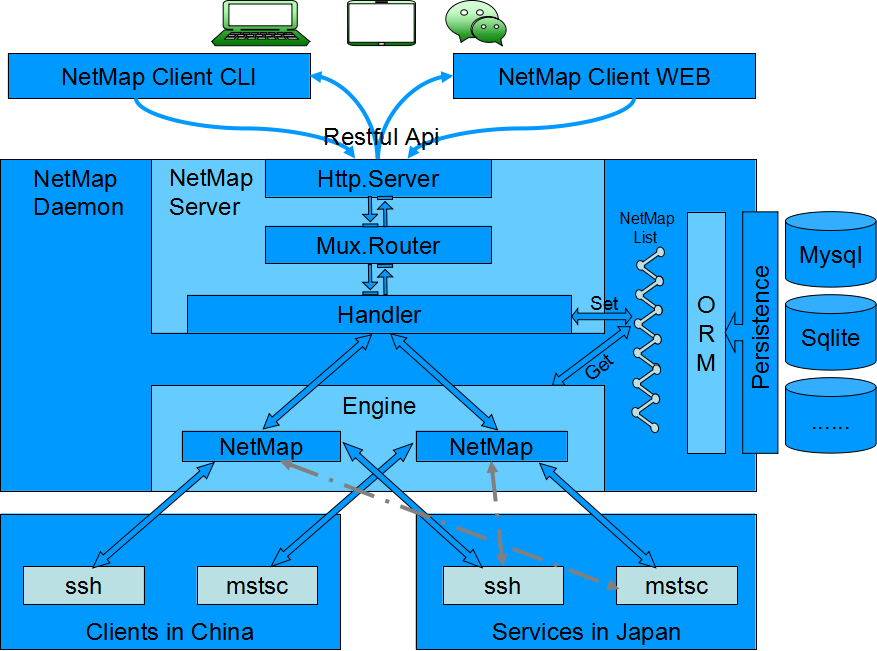 NetMap Client CLI
NetMap Client WEB
Restful Api
NetMap
Daemon
NetMap
Server
Http.Server
Mux.Router
Handler
Set
Get
NetMap
List
O
R
M
Persistence
Mysql
Sqlite
......
Engine
NetMap
NetMap
ssh
mstsc
Clients in China
ssh
mstsc
Services in Japan